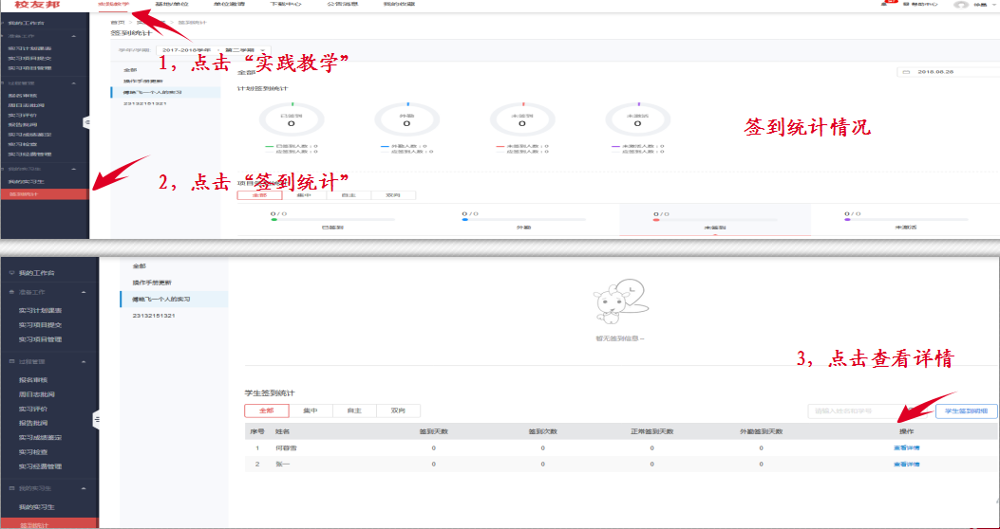 校友邦 实践教学 基地/单位 单位邀请 下载中心 公告消息 我的收藏 帮助中心
我的工作台
首页 签到统计
准备工作
签到统计
实习计划课表
学年/学期: 2017-2018学年 第二学期
实习项目提交
1，点击“实践教学”
实习项目管理
全部
全部
2018.08.28
过程管理
操作手册更新
计划签到统计
报名审核
傅艳飞一个人的实习
周日志批阅
23132151321
实习评价
已签到 外勤 未签到 未激活
0 0 0 0
报告批阅
签到统计情况
实习成绩鉴定
实习检查
已签到人数：0 外勤人数：0 未签到人数：0 未激活人数：0
实习经费管理
应签到人数：0 应签到人数：0 应签到人数：0 应签到人数：0
我的实习生
我的实习生
2，点击“签到统计”
签到统计
全部 集中 自主 双向
0/0 0/0 0/0 0/0
已签到 外勤 未签到 未激活
我的工作台
全部
准备工作
操作手册更新
实习计划课表
傅艳飞一个人的实习
实习项目提交
23132151321
实习项目管理
暂无签到信息~
过程管理
3，点击查看详情
报名审核
周日志批阅
学生签到统计
实习评价
全部 集中 自主 双向
请输入姓名和学号
学生签到明细
报告批阅
序号 姓名 签到天数 签到次数 正常签到天数 外勤签到天数 操作
实习成绩鉴定
1 0 0 0 0 查看详情
实习检查
2 张一 0 0 0 0 查看详情
实习经费管理
我的实习生
我的实习生
签到统计